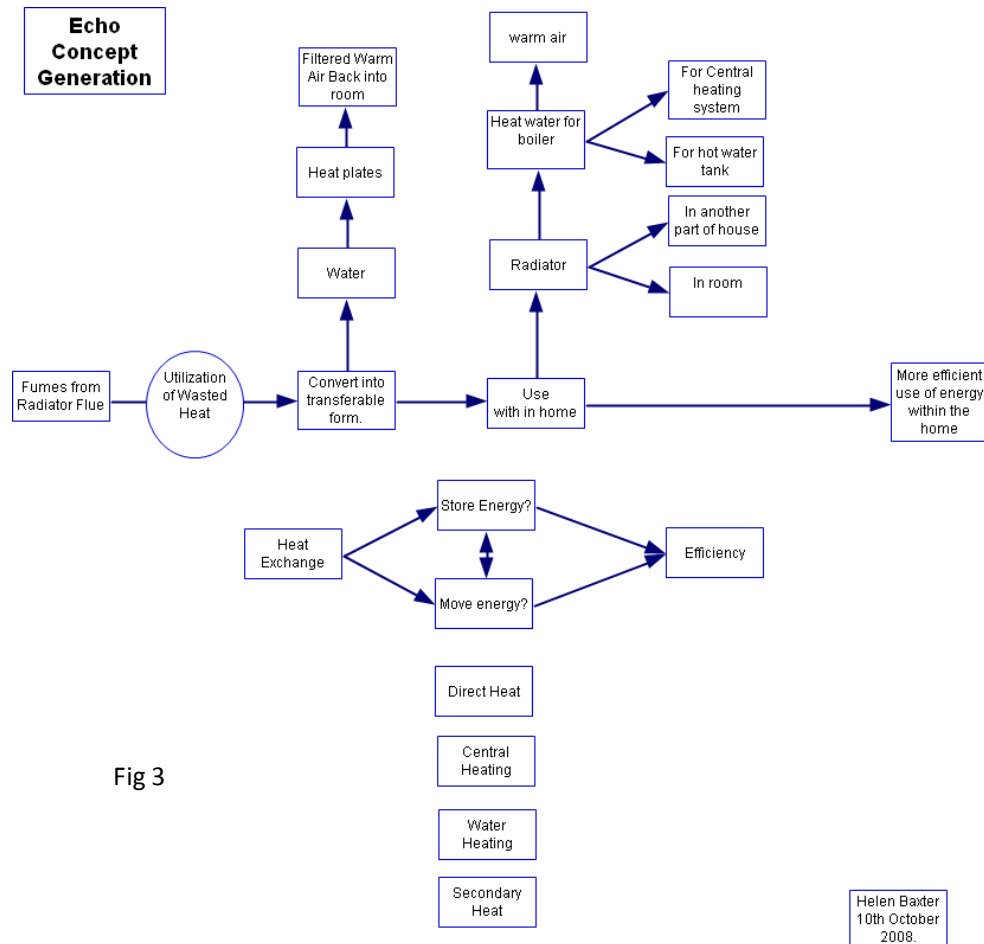 Echo
Concept
Generation
Filtered Warm
Air Back into
room
Heat plates
Water
warm air
Heat water for
boiler
For Central
heating
system
For hot water
tank
Radiator
In another
part of house
In room
Fumes from
Radiator Flue
Utilization
of Wasted
Heat
Convert into
transferable
form.
Use
with in home
More efficient
use of energy
within the
home
Heat
Exchange
Store Energy?
Move energy?
Efficiency
Direct Heat
Central
Heating
Water
Heating
Secondary
Heat
Fig 3
Helen Baxter
10th October
2008.